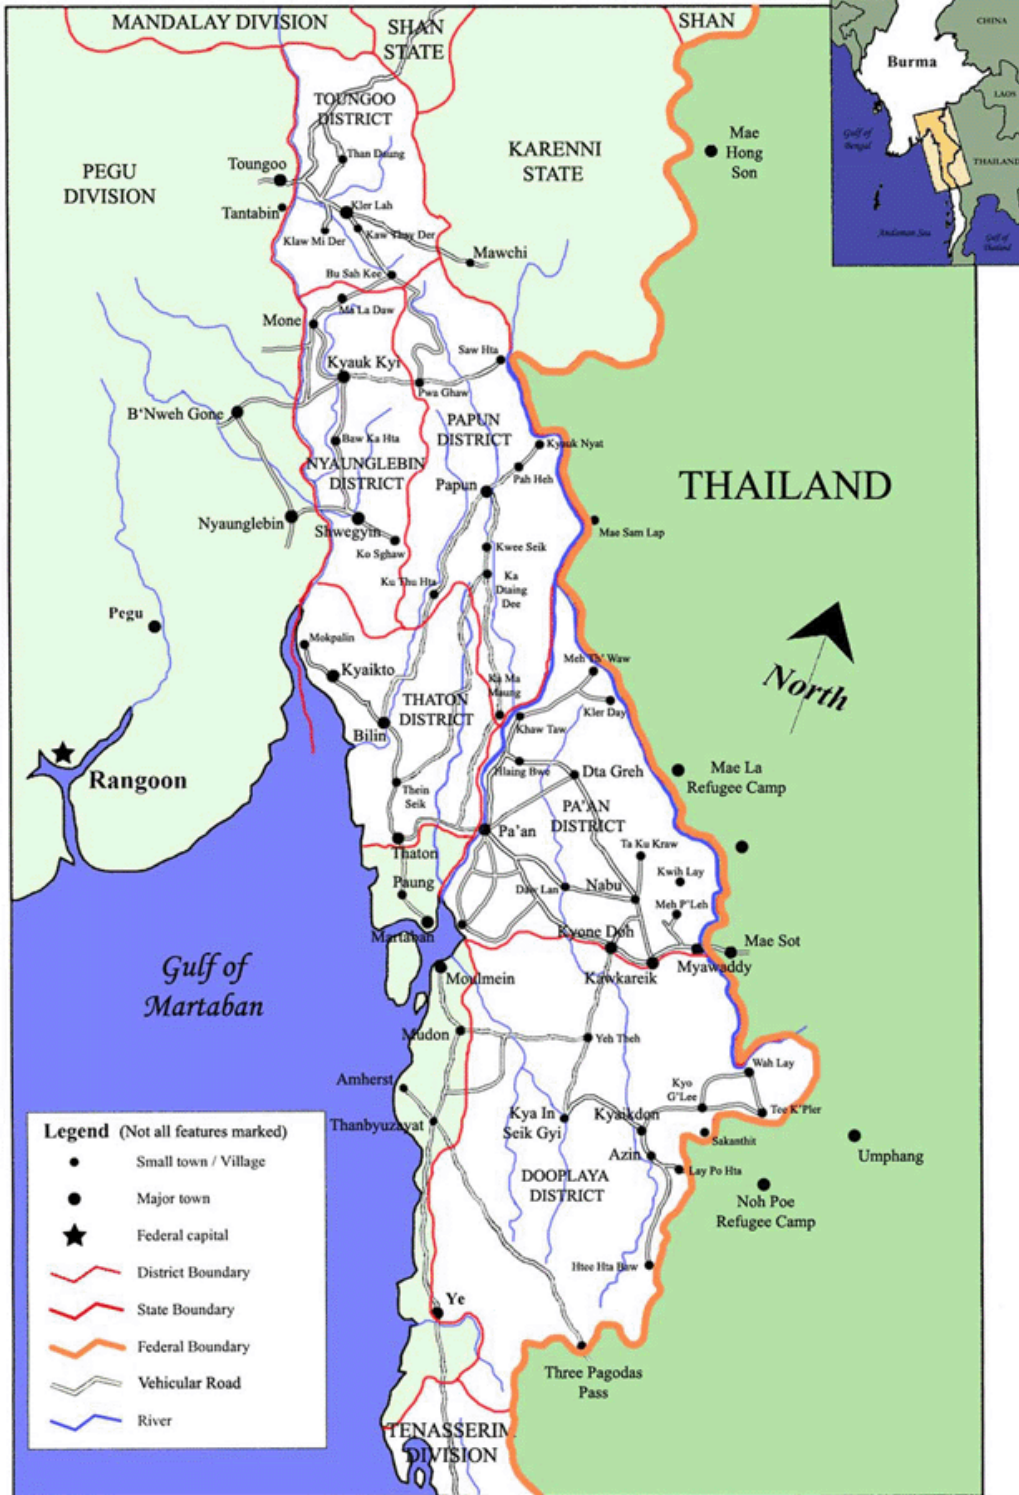 MANDALAY DIVISION
SHAN
STATE
SHAN
CHINA
Burma
LAOS
Gulf of
Bengal
THAILAND
Andaman Sea
Gulf of
Thailand
TOUNGOO
DISTRICT
KARENNI
STATE
Mae
Hong
Son
PEGU
DIVISION
Toungoo
Than Daung
Tantabin
Kler Lah
Klaw Mi Der
Kaw Thay Der
Mawchi
Bu Sah Kee
Ma La Daw
Mone
Saw Hta
Kyauk Kyi
Pwa Ghaw
B'Nweh Gone
PAPUN
DISTRICT
Baw Ka Hta
Kyauk Nyat
NYAUNGLEBIN
DISTRICT
Pah Heh
Papun
THAILAND
Nyaunglebin
Shwegyin
Mae Sam Lap
Ko Sghaw
Kwee Seik
Ku Thu Hta
Ka
Dtaing
Dee
Pegu
Mokpalin
Kyaikto
Meh Th' Waw
North
Ka Ma
Maung
THATON
DISTRICT
Kler Day
Bilin
Khaw Taw
Rangoon
Hlaing Bwe
Dta Greh
Mae La
Refugee Camp
Thein
Seik
PA'AN
DISTRICT
Pa'an
Thaton
Ta Ku Kraw
Kwih Lay
Paung
Daw Lan
Nabu
Meh P'Leh
Martaban
Kyone Doh
Mae Sot
Gulf of
Martaban
Moulmein
Kawkareik
Myawaddy
Mudon
Yeh Theh
Wah Lay
Amherst
Kyo
G'Lee
Thanbyuzayat
Kya In
Seik Gyi
Kyaikdon
Tee K'Pler
Sakanthit
Azin
Umphang
Lay Po Hta
DOOPLAYA
DISTRICT
Noh Poe
Refugee Camp
Htee Hta Baw
Ye
Three Pagodas
Pass
TENASSERIM
DIVISION
Legend (Not all features marked)
Small town / Village
Major town
Federal capital
District Boundary
State Boundary
Federal Boundary
Vehicular Road
River